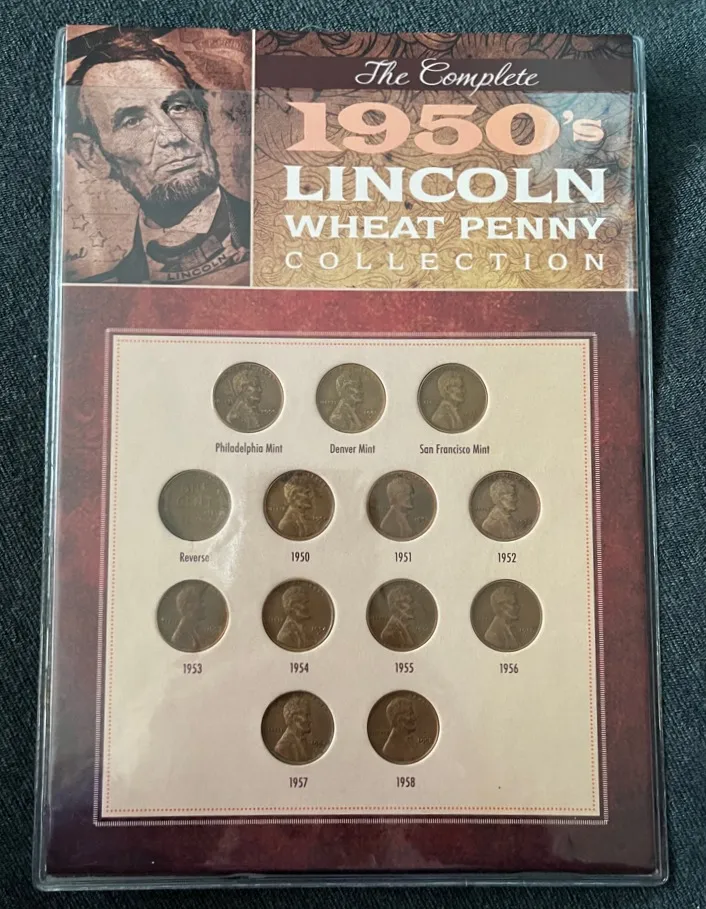 The Complete
1950's
LINCOLN
WHEAT PENNY
COLLECTION
LINCOLN
Philadelphia Mint
Denver Mint
San Francisco Mint
Reverse
1950
1951
1952
1953
1954
1955
1956
1957
1958